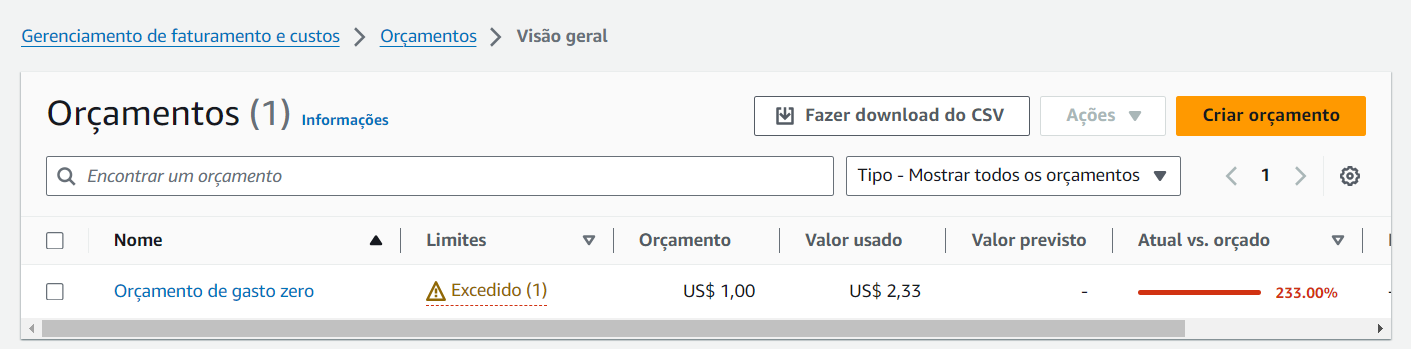 Gerenciamento de faturamento e custos > Orçamentos > Visão geral
Orçamentos (1) Informações
Fazer download do CSV Ações Criar orçamento
Encontrar um orçamento Tipo - Mostrar todos os orçamentos 1
Nome Limites Orçamento Valor usado Valor previsto Atual vs. orçado
Orçamento de gasto zero Excedido (1) US$ 1,00 US$ 2,33 - 233.00%